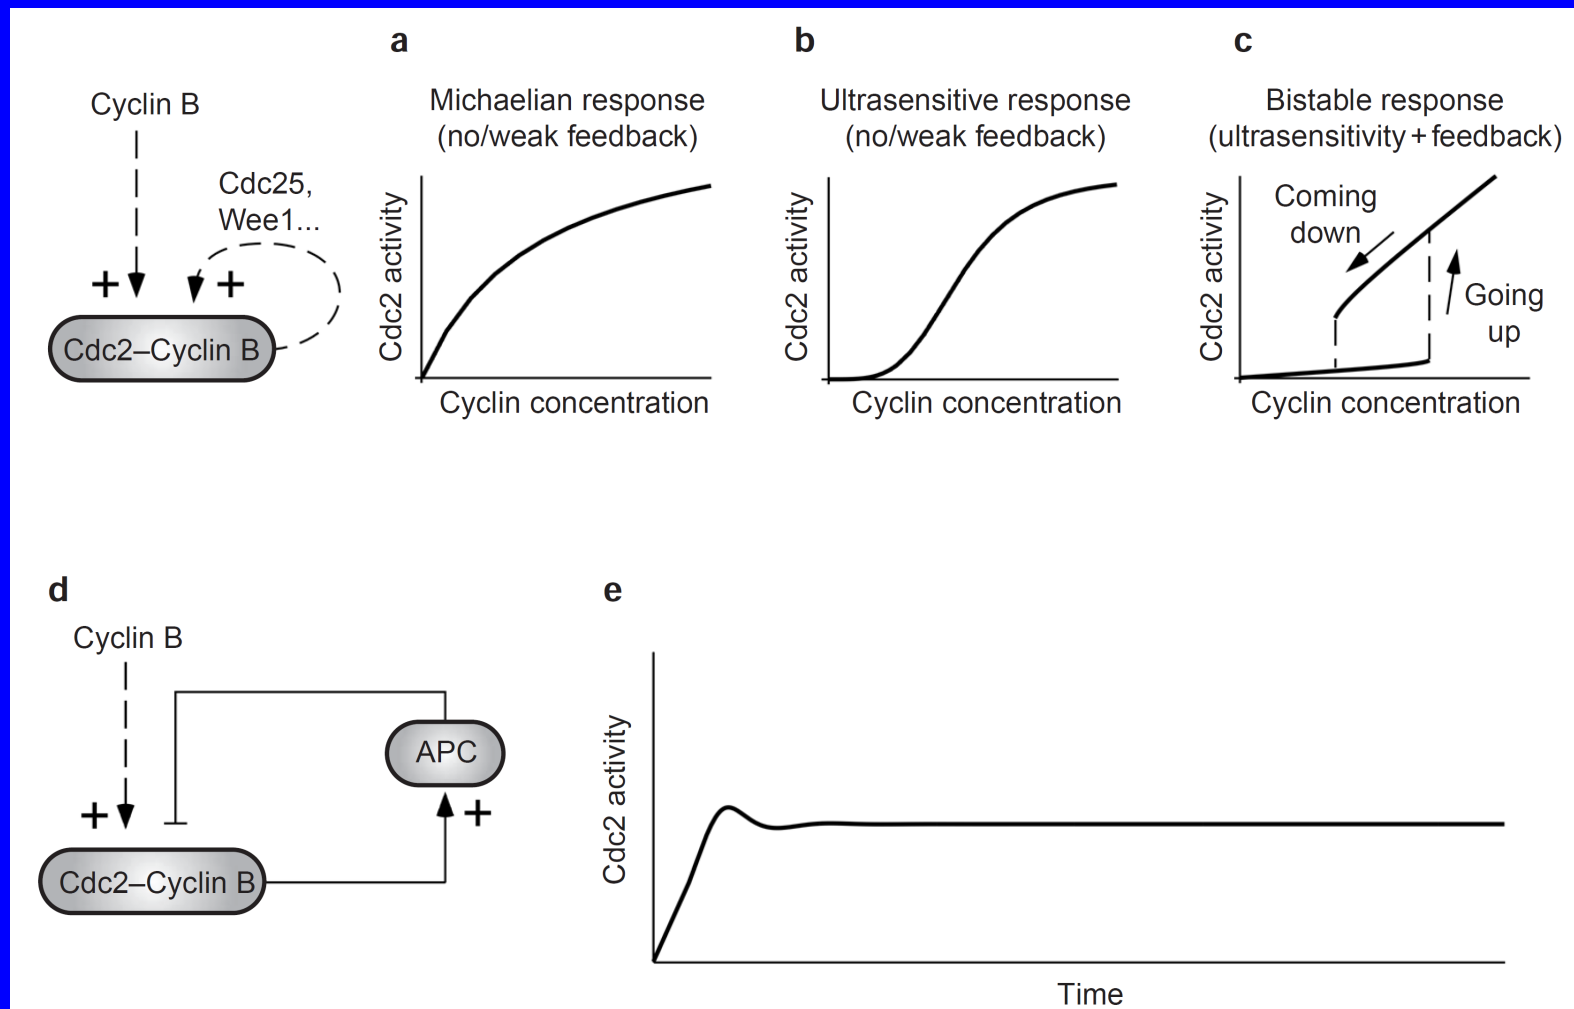 Cyclin B
Cdc25,
Wee1...
+
+
Cdc2–Cyclin B
a
Michaelian response
(no/weak feedback)
Cdc2 activity
Cyclin concentration
b
Ultrasensitive response
(no/weak feedback)
Cdc2 activity
Cyclin concentration
c
Bistable response
(ultrasensitivity + feedback)
Coming
down
Going
up
Cdc2 activity
Cyclin concentration
d
Cyclin B
APC
+
+
Cdc2–Cyclin B
e
Cdc2 activity
Time